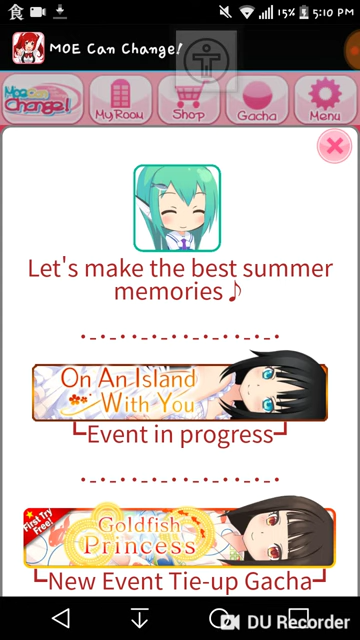 食 15% 5:10 PM
MOE Can Change!
Moe Can Change!
My Room
Shop
Gacha
Menu
Let's make the best summer
memories♪
On An Island
With You
┗Event in progress┛
First Try
Free!
Goldfish
Princess
┗New Event Tie-up Gacha┛
DU Recorder